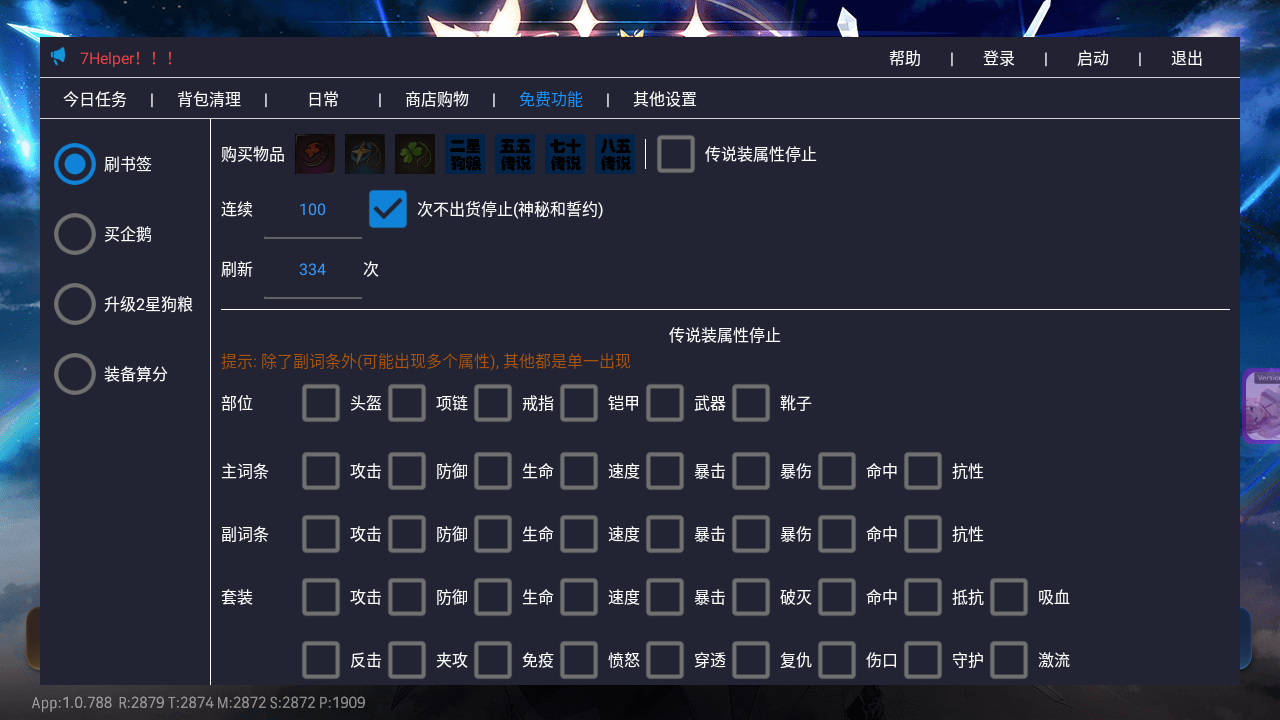 7Helper！！！ 帮助 | 登录 | 启动 | 退出
今日任务 | 背包清理 | 日常 | 商店购物 | 免费功能 | 其他设置
刷书签
买企鹅
升级2星狗粮
装备算分
购买物品 二星狗粮 五五传说 七十传说 八五传说 传说装属性停止
连续 100 次不出货停止(神秘和誓约)
刷新 334 次
传说装属性停止
提示: 除了副词条外(可能出现多个属性), 其他都是单一出现
部位 头盔 项链 戒指 铠甲 武器 靴子
主词条 攻击 防御 生命 速度 暴击 暴伤 命中 抗性
副词条 攻击 防御 生命 速度 暴击 暴伤 命中 抗性
套装 攻击 防御 生命 速度 暴击 破灭 命中 抵抗 吸血
反击 夹攻 免疫 愤怒 穿透 复仇 伤口 守护 激流
Version
App:1.0.788 R:2879 T:2874 M:2872 S:2872 P:1909